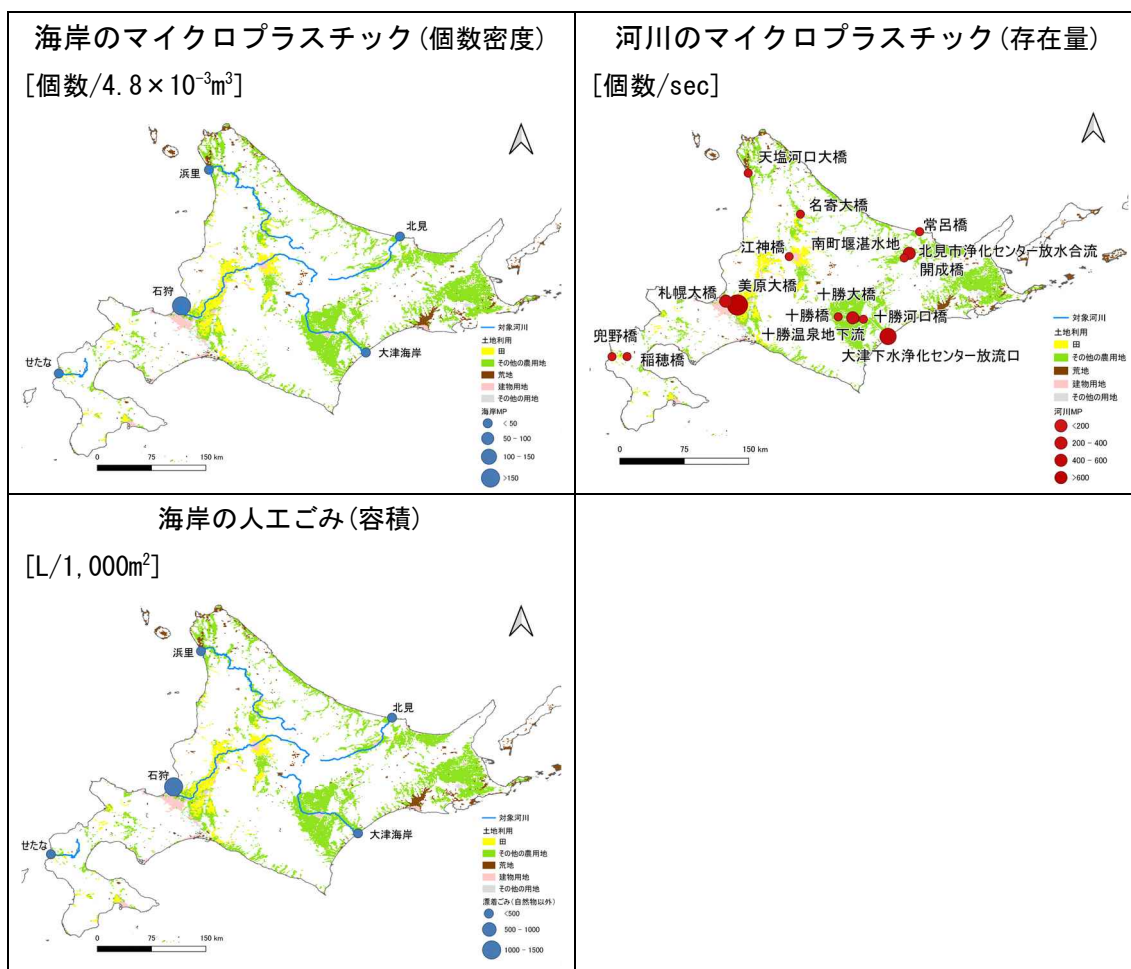 海岸のマイクロプラスチック(個数密度)
[個数/4.8×10⁻³m³]
浜里
北見
石狩
せたな
大津海岸
対象河川
土地利用
田
その他の農用地
荒地
建物用地
その他の用地
海岸MP
< 50
50 - 100
100 - 150
>150
0 75 150 km
河川のマイクロプラスチック(存在量)
[個数/sec]
天塩河口大橋
名寄大橋
常呂橋
江神橋
南町堰湛水地
北見市浄化センター放水合流
開成橋
美原大橋
札幌大橋
十勝大橋
十勝橋
十勝河口橋
十勝温泉地下流
大津下水浄化センター放流口
兜野橋
稲穂橋
対象河川
土地利用
田
その他の農用地
荒地
建物用地
その他の用地
河川MP
<200
200 - 400
400 - 600
>600
0 75 150 km
海岸の人工ごみ(容積)
[L/1,000m²]
浜里
北見
石狩
せたな
大津海岸
対象河川
土地利用
田
その他の農用地
荒地
建物用地
その他の用地
漂着ごみ(自然物以外)
<500
500 - 1000
1000 - 1500
0 75 150 km